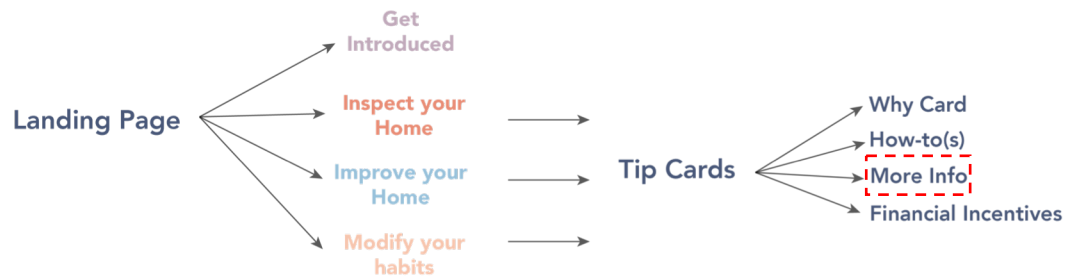 Get
Introduced
Landing Page
Inspect your
Home
Improve your
Home
Modify your
habits
Tip Cards
Why Card
How-to(s)
More Info
Financial Incentives